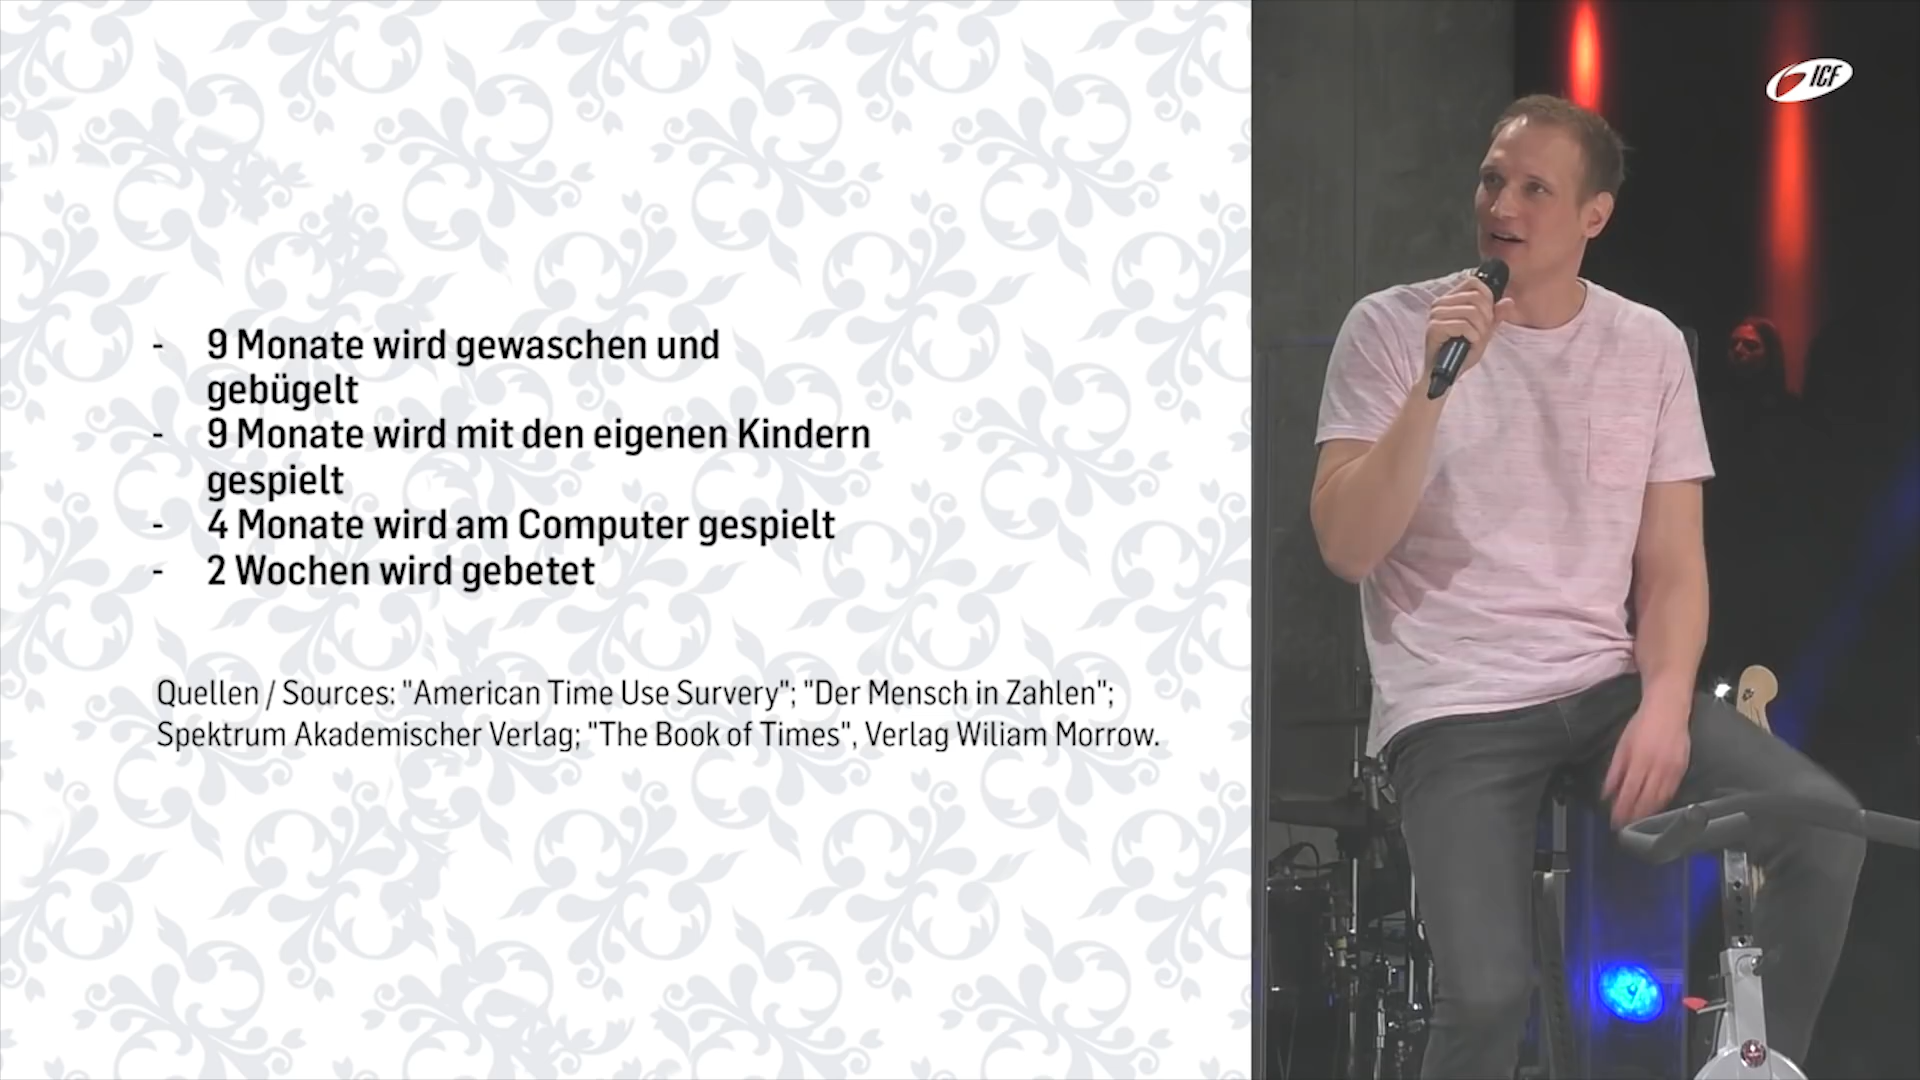 ICF
- 9 Monate wird gewaschen und
gebügelt
- 9 Monate wird mit den eigenen Kindern
gespielt
- 4 Monate wird am Computer gespielt
- 2 Wochen wird gebetet
Quellen / Sources: "American Time Use Survery"; "Der Mensch in Zahlen";
Spektrum Akademischer Verlag; "The Book of Times", Verlag Wiliam Morrow.